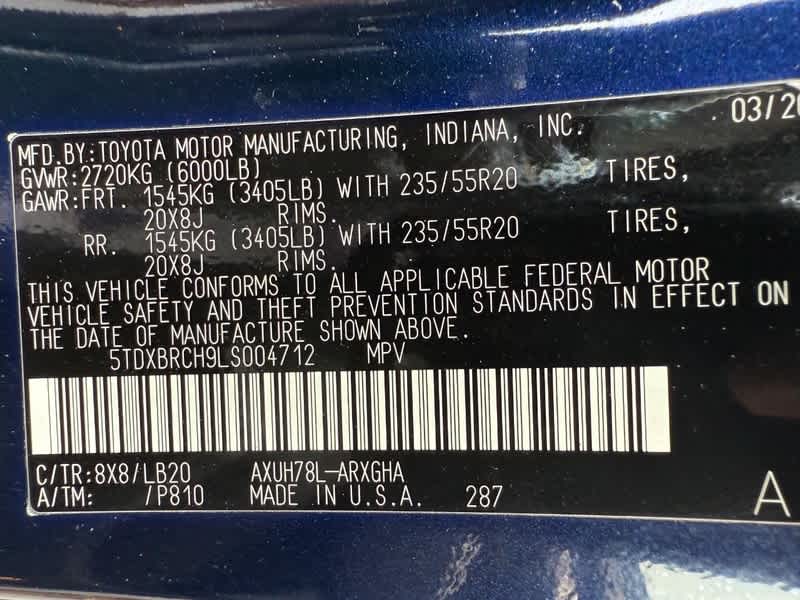 03/20
MFD.BY:TOYOTA MOTOR MANUFACTURING, INDIANA, INC.
GVWR:2720KG (6000LB)
GAWR:FRT. 1545KG (3405LB) WITH 235/55R20 TIRES,
20X8J RIMS.
RR. 1545KG (3405LB) WITH 235/55R20 TIRES,
20X8J RIMS.
THIS VEHICLE CONFORMS TO ALL APPLICABLE FEDERAL MOTOR
VEHICLE SAFETY AND THEFT PREVENTION STANDARDS IN EFFECT ON
THE DATE OF MANUFACTURE SHOWN ABOVE.
5TDXBRCH9LS004712 MPV
C/TR:8X8/LB20 AXUH78L-ARXGHA
A/TM: /P810 MADE IN U.S.A. 287
A